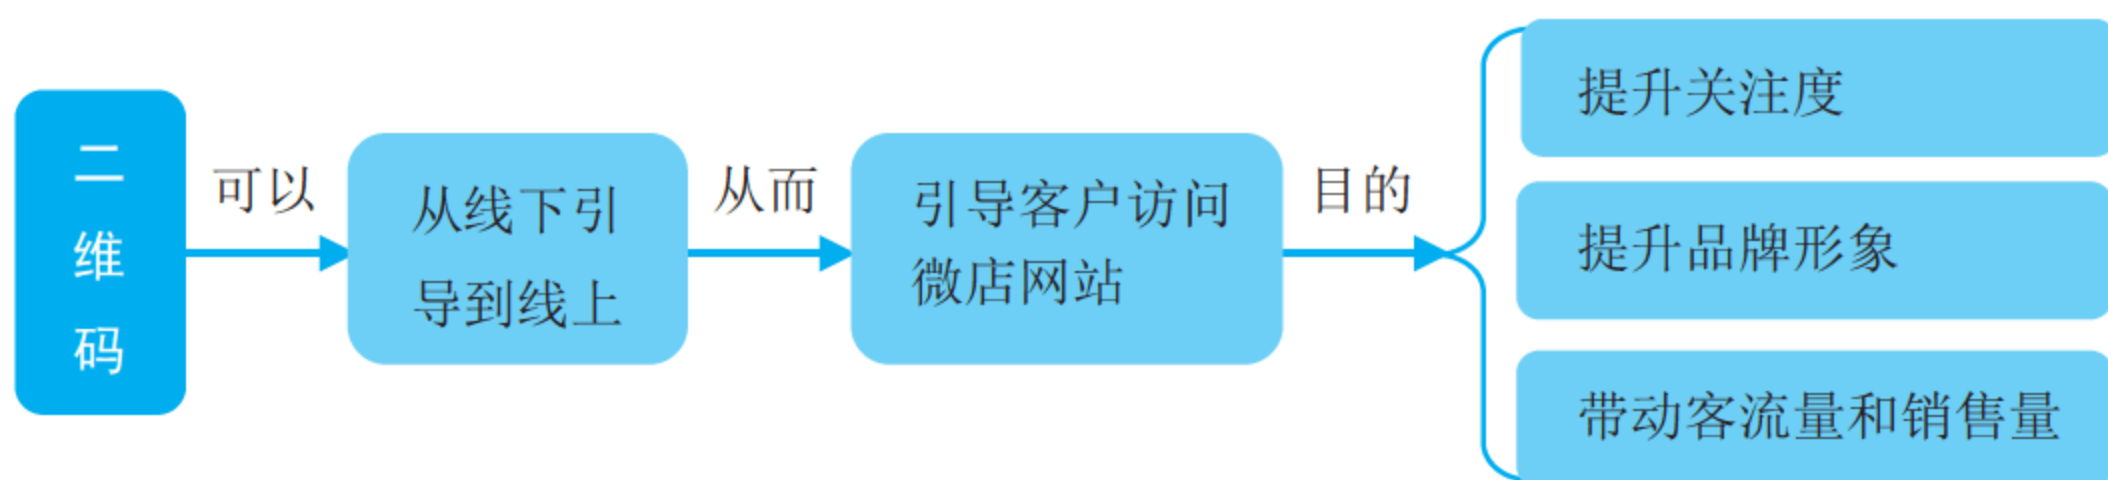 二
维
码
可以
从线下引
导到线上
从而
引导客户访问
微店网站
目的
提升关注度
提升品牌形象
带动客流量和销售量